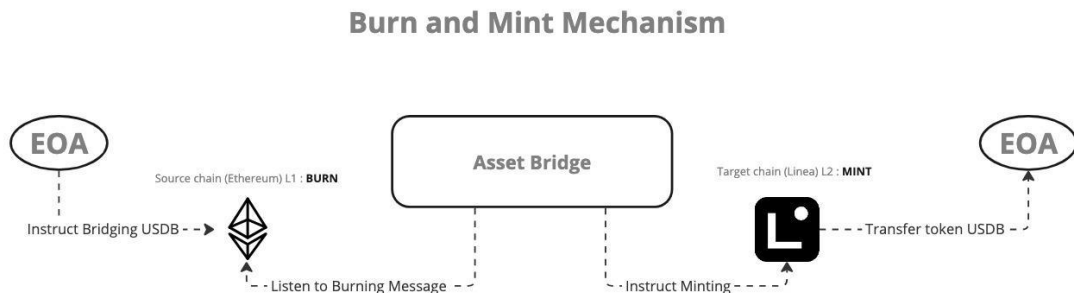 Burn and Mint Mechanism
EOA
Asset Bridge
EOA
Source chain (Ethereum) L1 : BURN
Target chain (Linea) L2 : MINT
Instruct Bridging USDB
Transfer token USDB
Listen to Burning Message
Instruct Minting